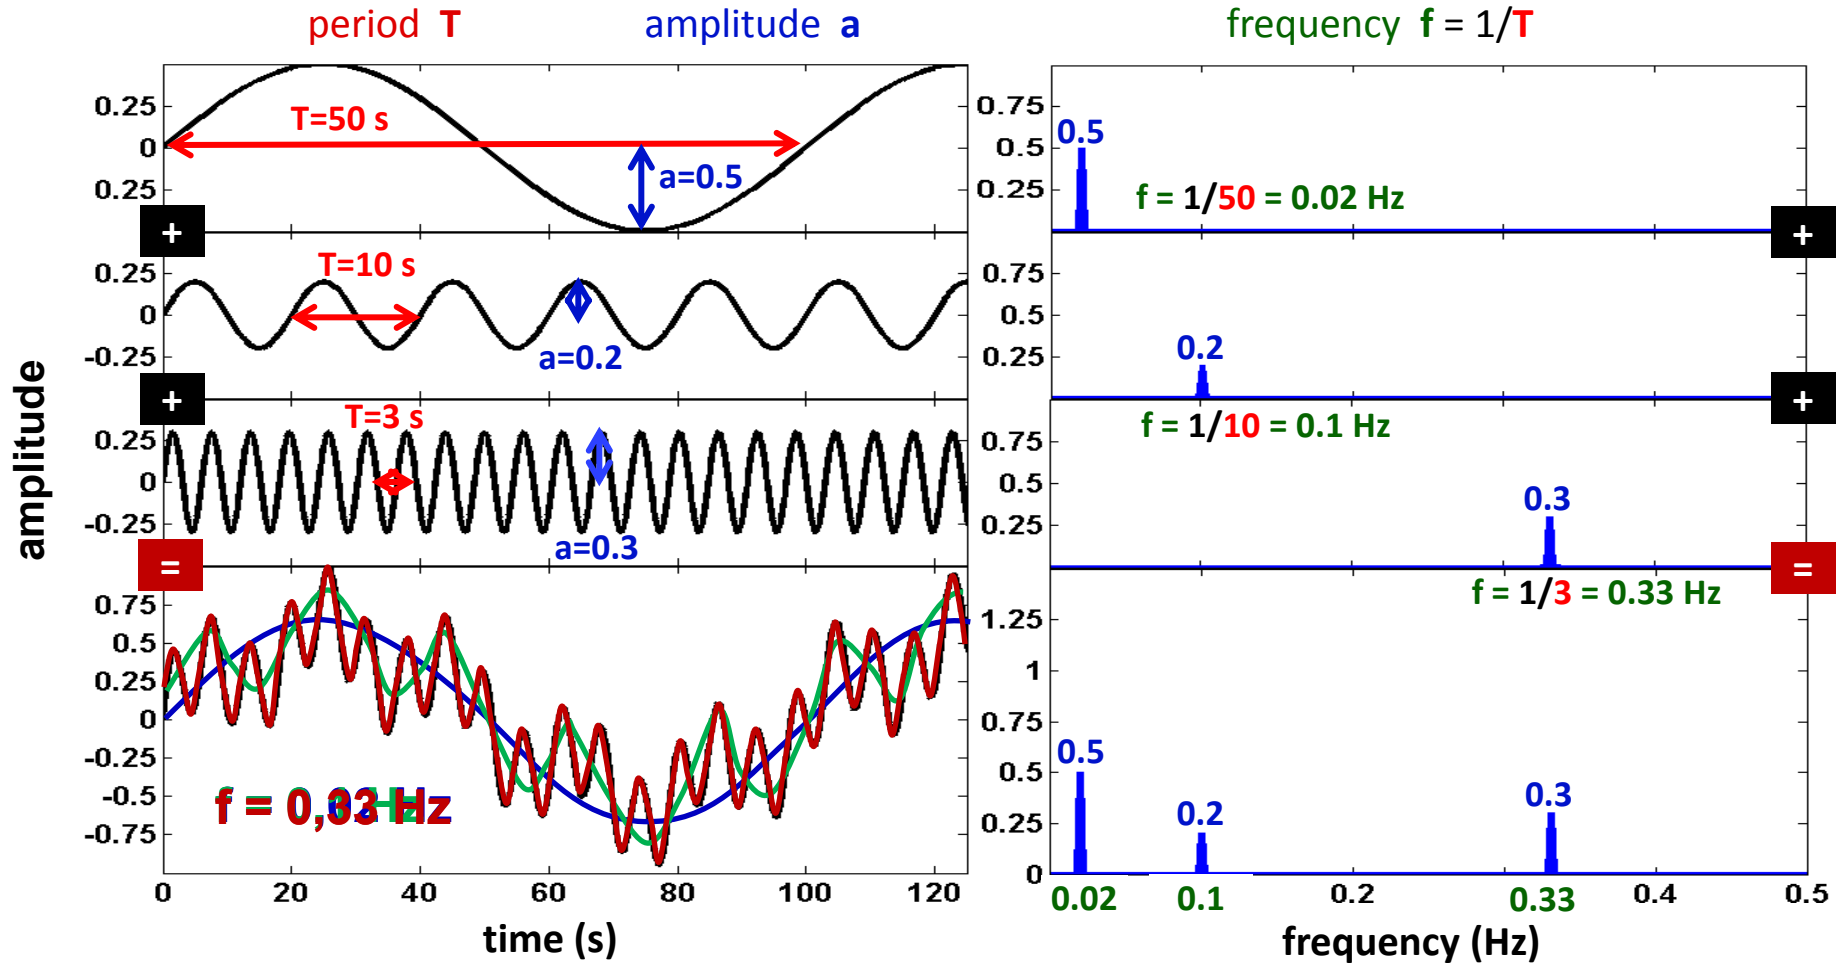 period T
amplitude a
frequency f = 1/T
0.25
0
0.25
T=50 s
a=0.5
0.75
0.5
0.25
0.5
f = 1/50 = 0.02 Hz
+
+
0.25
0
-0.25
T=10 s
a=0.2
0.75
0.5
0.25
0.2
f = 1/10 = 0.1 Hz
+
+
0.25
0
-0.25
T=3 s
a=0.3
0.75
0.5
0.25
0.3
f = 1/3 = 0.33 Hz
=
=
0.75
0.5
0.25
0
-0.25
-0.5
-0.75
f = 0,33 Hz
1.25
1
0.75
0.5
0.25
0
0.5
0.2
0.3
0 20 40 60 80 100 120
0.02 0.1 0.2 0.33 0.4 0.5
time (s)
frequency (Hz)
amplitude